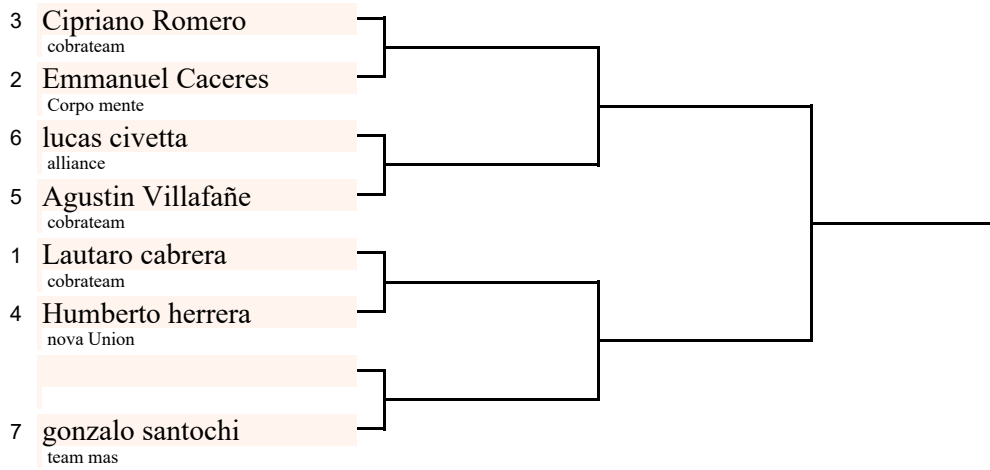 3 Cipriano Romero
cobrateam
2 Emmanuel Caceres
Corpo mente
6 lucas civetta
alliance
5 Agustin Villafañe
cobrateam
1 Lautaro cabrera
cobrateam
4 Humberto herrera
nova Union
7 gonzalo santochi
team mas